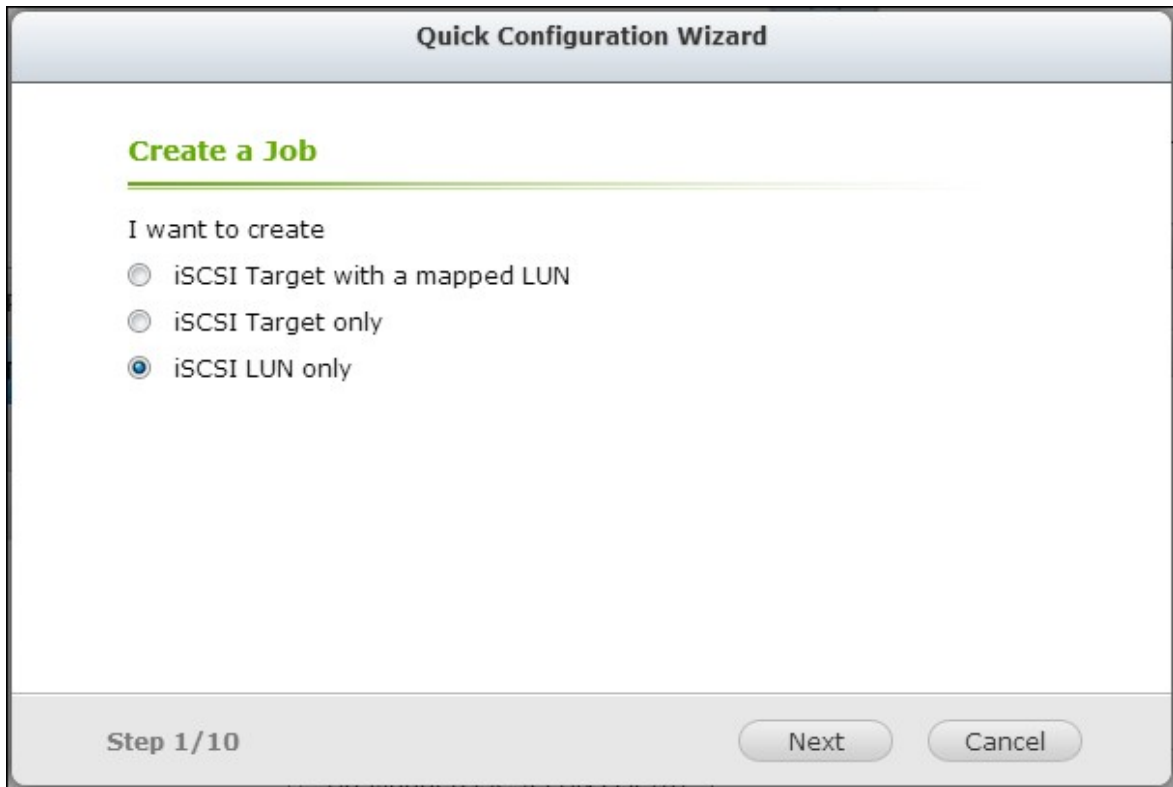 Quick Configuration Wizard
Create a Job
I want to create
iSCSI Target with a mapped LUN
iSCSI Target only
iSCSI LUN only
Step 1/10
Next
Cancel